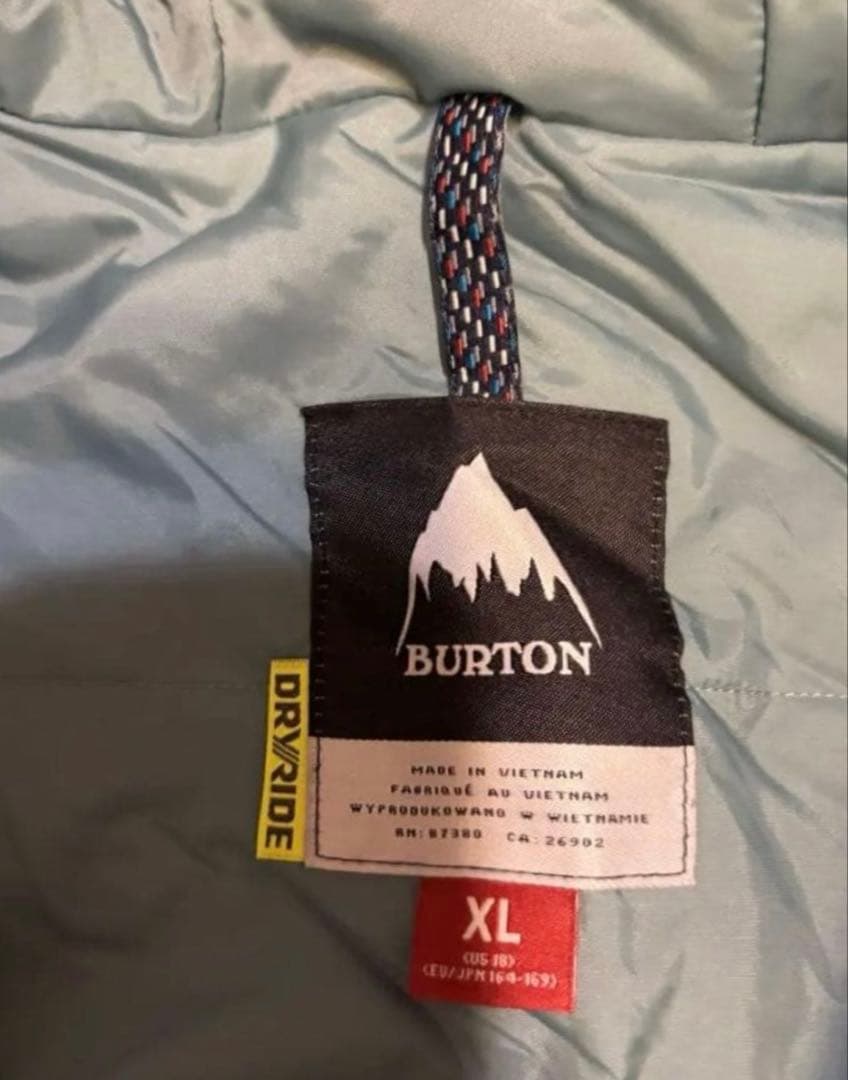 BURTON
DRYRIDE
MADE IN VIETNAM
FABRIQUÉ AU VIETNAM
WYPRODUKOWANO W WIETNAMIE
RN: 87380 CA: 26902
XL
(US 18)
(EU/JPN 164-169)